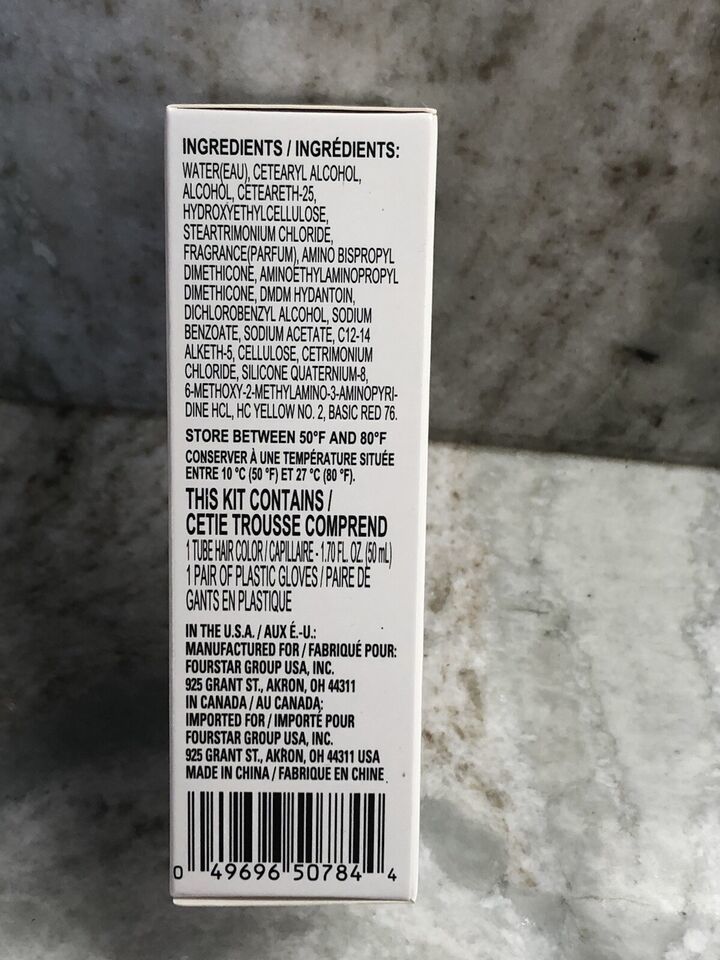 INGREDIENTS / INGRÉDIENTS:
WATER(EAU), CETEARYL ALCOHOL,
ALCOHOL, CETEARETH-25,
HYDROXYETHYLCELLULOSE,
STEARTRIMONIUM CHLORIDE,
FRAGRANCE(PARFUM), AMINO BISPROPYL
DIMETHICONE, AMINOETHYLAMINOPROPYL
DIMETHICONE, DMDM HYDANTOIN,
DICHLOROBENZYL ALCOHOL, SODIUM
BENZOATE, SODIUM ACETATE, C12-14
ALKETH-5, CELLULOSE, CETRIMONIUM
CHLORIDE, SILICONE QUATERNIUM-8,
6-METHOXY-2-METHYLAMINO-3-AMINOPYRI-
DINE HCL, HC YELLOW NO. 2, BASIC RED 76.
STORE BETWEEN 50°F AND 80°F
CONSERVER À UNE TEMPÉRATURE SITUÉE
ENTRE 10 °C (50 °F) ET 27 °C (80 °F).
THIS KIT CONTAINS /
CETIE TROUSSE COMPREND
1 TUBE HAIR COLOR / CAPILLAIRE - 1.70 FL. OZ. (50 mL)
1 PAIR OF PLASTIC GLOVES / PAIRE DE
GANTS EN PLASTIQUE
IN THE U.S.A. / AUX É.-U.:
MANUFACTURED FOR / FABRIQUÉ POUR:
FOURSTAR GROUP USA, INC.
925 GRANT ST., AKRON, OH 44311
IN CANADA / AU CANADA:
IMPORTED FOR / IMPORTÉ POUR
FOURSTAR GROUP USA, INC.
925 GRANT ST., AKRON, OH 44311 USA
MADE IN CHINA / FABRIQUE EN CHINE
0 49696 50784 4